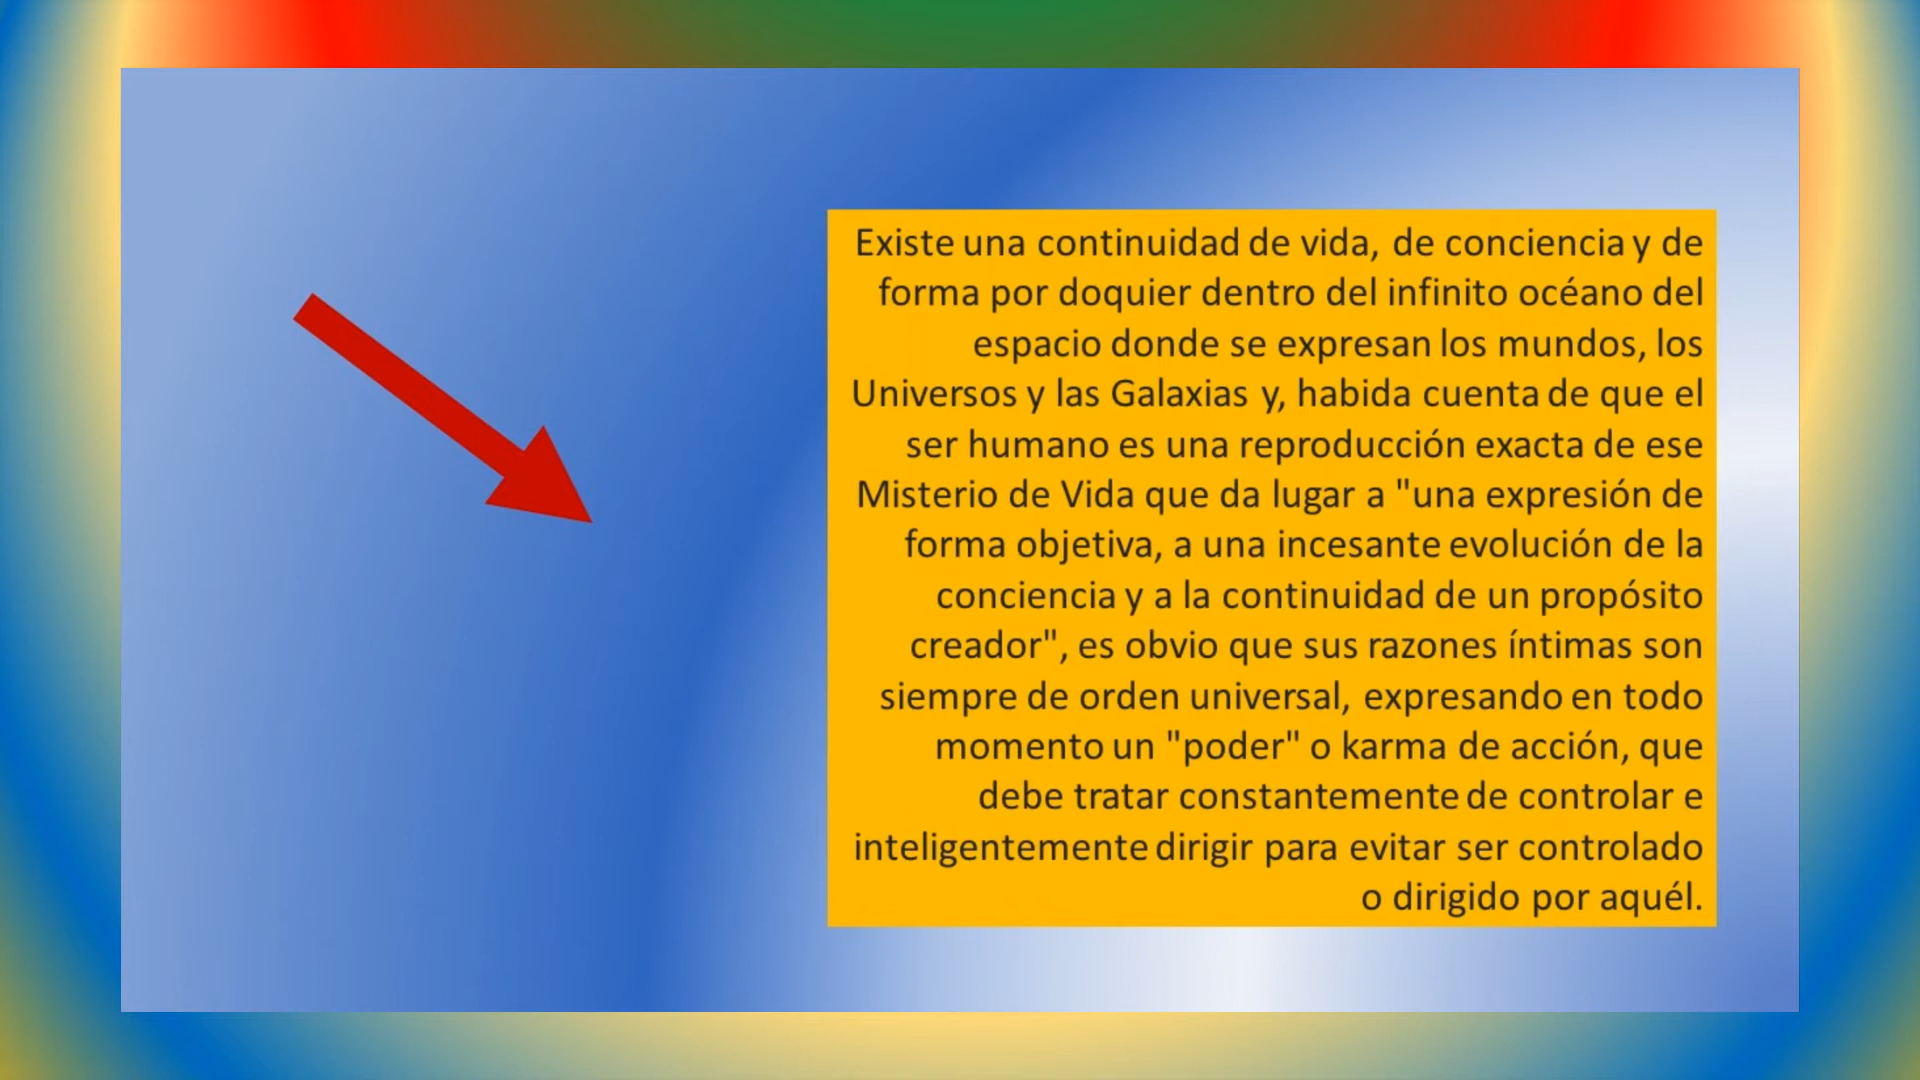 Existe una continuidad de vida, de conciencia y de
forma por doquier dentro del infinito océano del
espacio donde se expresan los mundos, los
Universos y las Galaxias y, habida cuenta de que el
ser humano es una reproducción exacta de ese
Misterio de Vida que da lugar a "una expresión de
forma objetiva, a una incesante evolución de la
conciencia y a la continuidad de un propósito
creador", es obvio que sus razones íntimas son
siempre de orden universal, expresando en todo
momento un "poder" o karma de acción, que
debe tratar constantemente de controlar e
inteligentemente dirigir para evitar ser controlado
o dirigido por aquél.